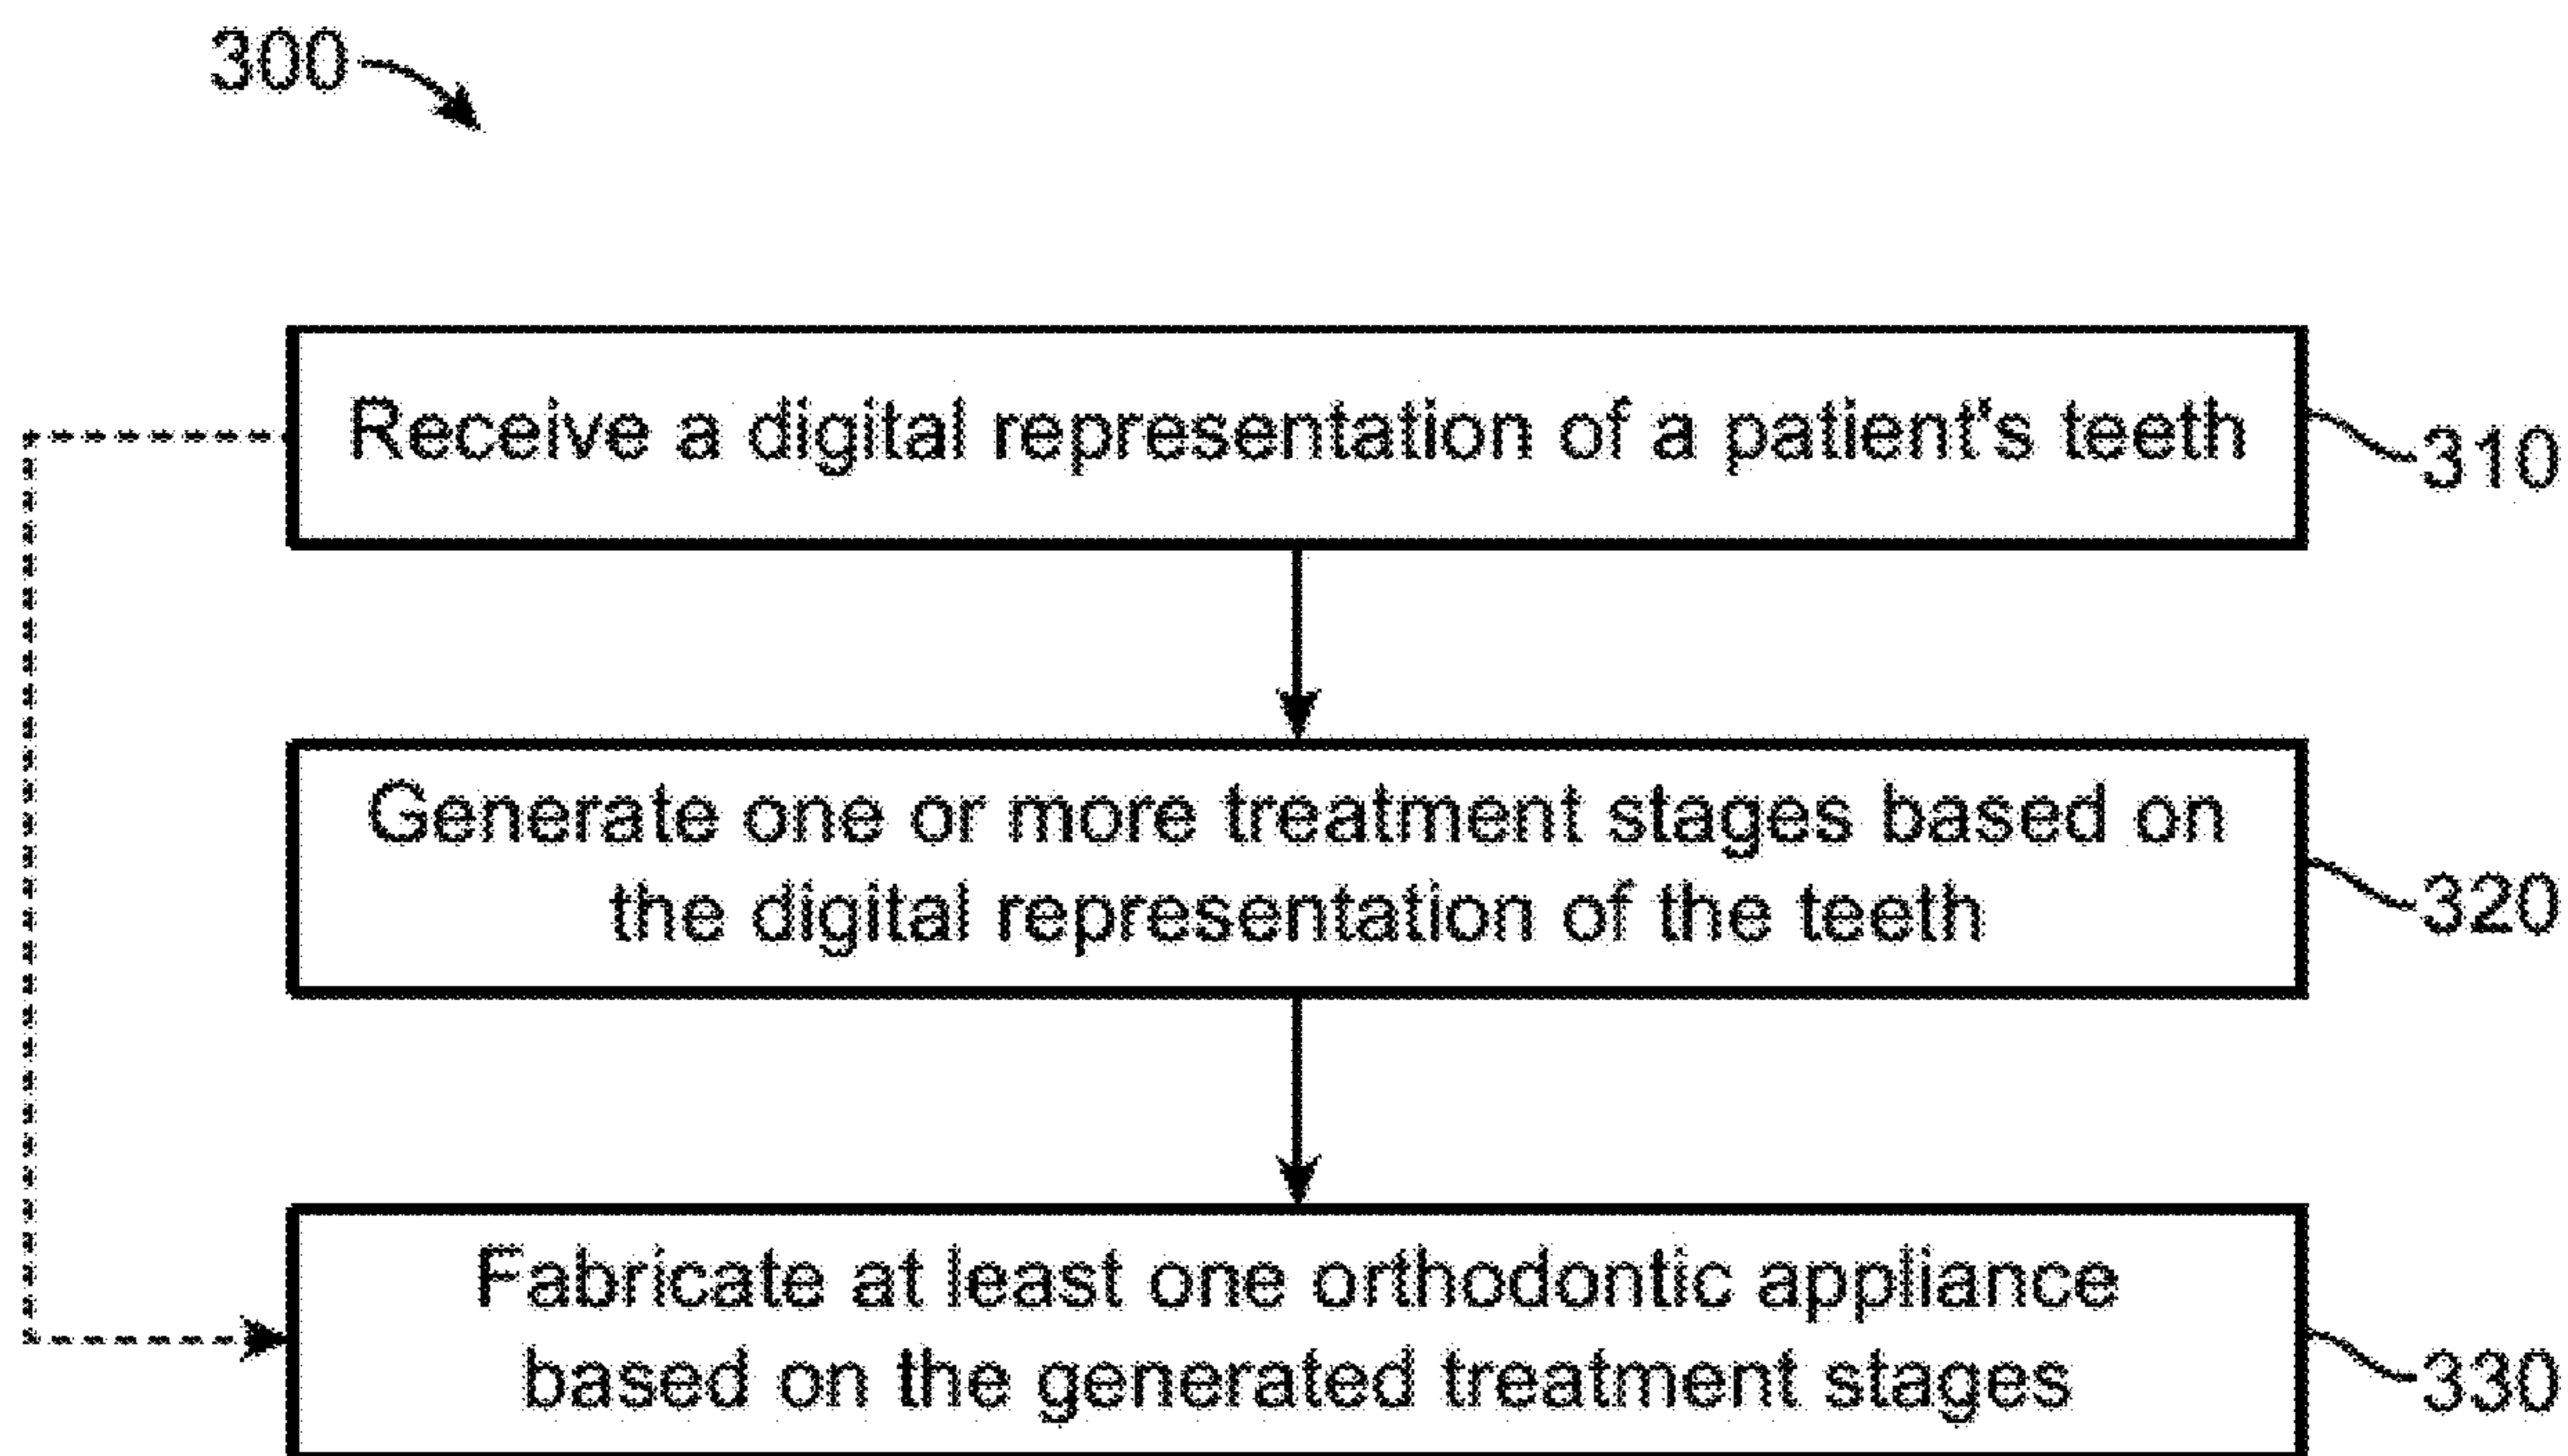 300
Receive a digital representation of a patient's teeth
310
Generate one or more treatment stages based on
the digital representation of the teeth
320
Fabricate at least one orthodontic appliance
based on the generated treatment stages
330